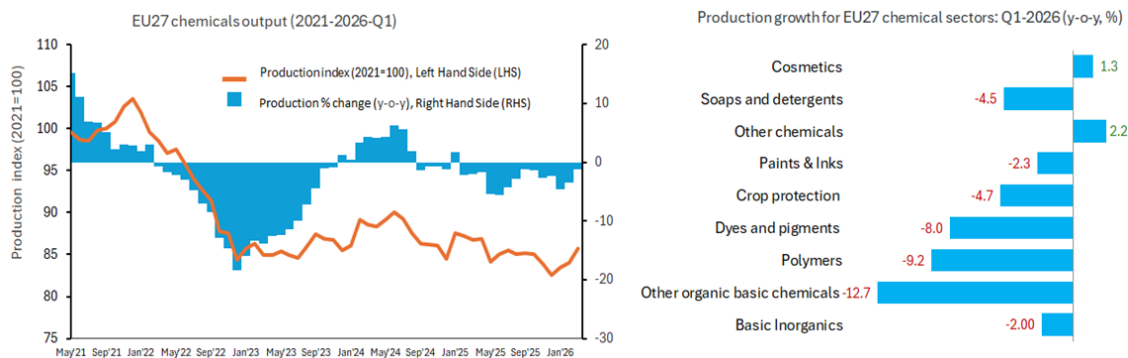 EU27 chemicals output (2021-2026-Q1)
Production index (2021=100)
110
105
100
95
90
85
80
75
Production index (2021=100), Left Hand Side (LHS)
Production % change (y-o-y), Right Hand Side (RHS)
20
10
0
-10
-20
-30
May'21 Sep'21 Jan'22 May'22 Sep'22 Jan'23 May'23 Sep'23 Jan'24 May'24 Sep'24 Jan'25 May'25 Sep'25 Jan'26
Production growth for EU27 chemical sectors: Q1-2026 (y-o-y, %)
Cosmetics 1.3
Soaps and detergents -4.5
Other chemicals 2.2
Paints & Inks -2.3
Crop protection -4.7
Dyes and pigments -8.0
Polymers -9.2
Other organic basic chemicals -12.7
Basic Inorganics -2.00